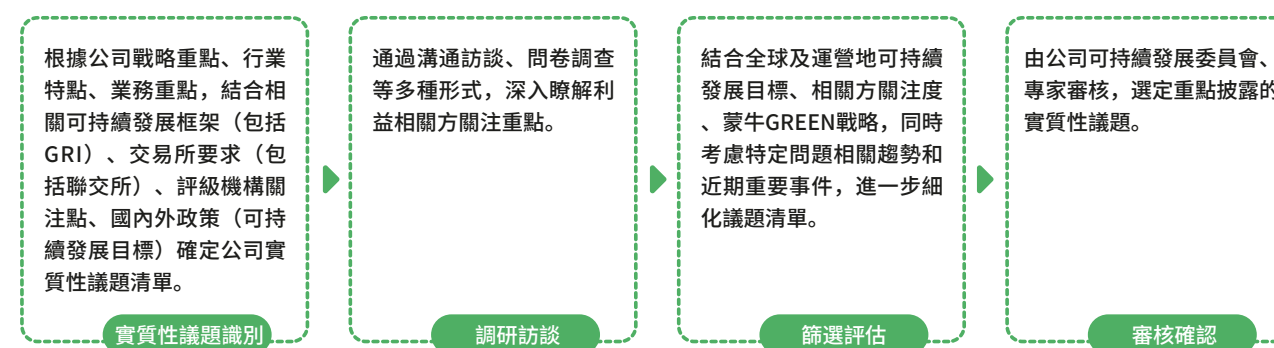 根據公司戰略重點、行業
特點、業務重點，結合相
關可持續發展框架（包括
GRI）、交易所要求（包
括聯交所）、評級機構關
注點、國內外政策（可持
續發展目標）確定公司實
質性議題清單。
實質性議題識別
通過溝通訪談、問卷調查
等多種形式，深入瞭解利
益相關方關注重點。
調研訪談
結合全球及運營地可持續
發展目標、相關方關注度
、蒙牛GREEN戰略，同時
考慮特定問題相關趨勢和
近期重要事件，進一步細
化議題清單。
篩選評估
由公司可持續發展委員會、
專家審核，選定重點披露的
實質性議題。
審核確認